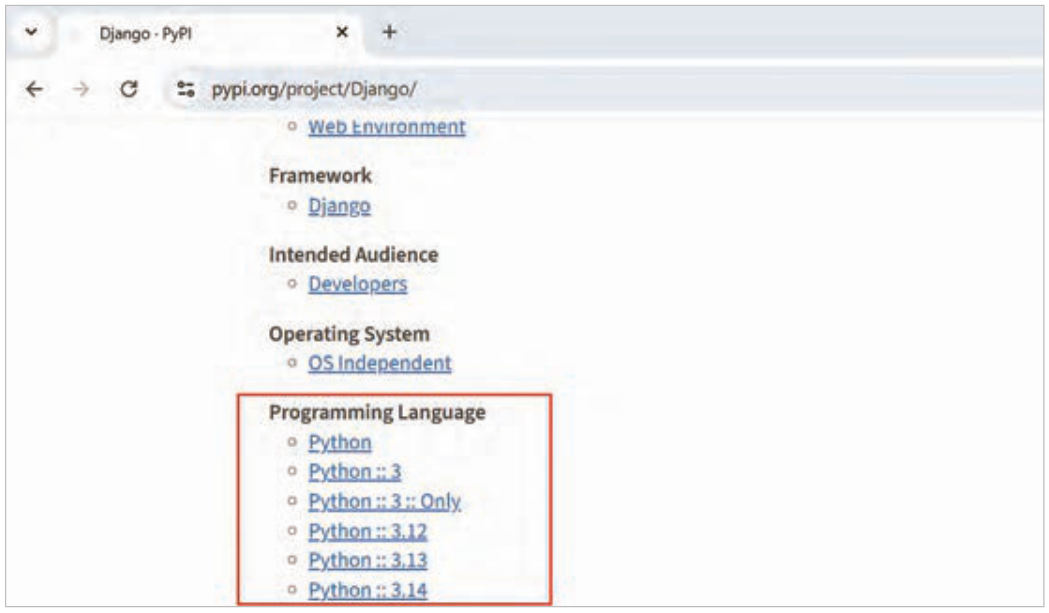 Django · PyPI
pypi.org/project/Django/
Web Environment
Framework
Django
Intended Audience
Developers
Operating System
OS Independent
Programming Language
Python
Python :: 3
Python :: 3 :: Only
Python :: 3.12
Python :: 3.13
Python :: 3.14